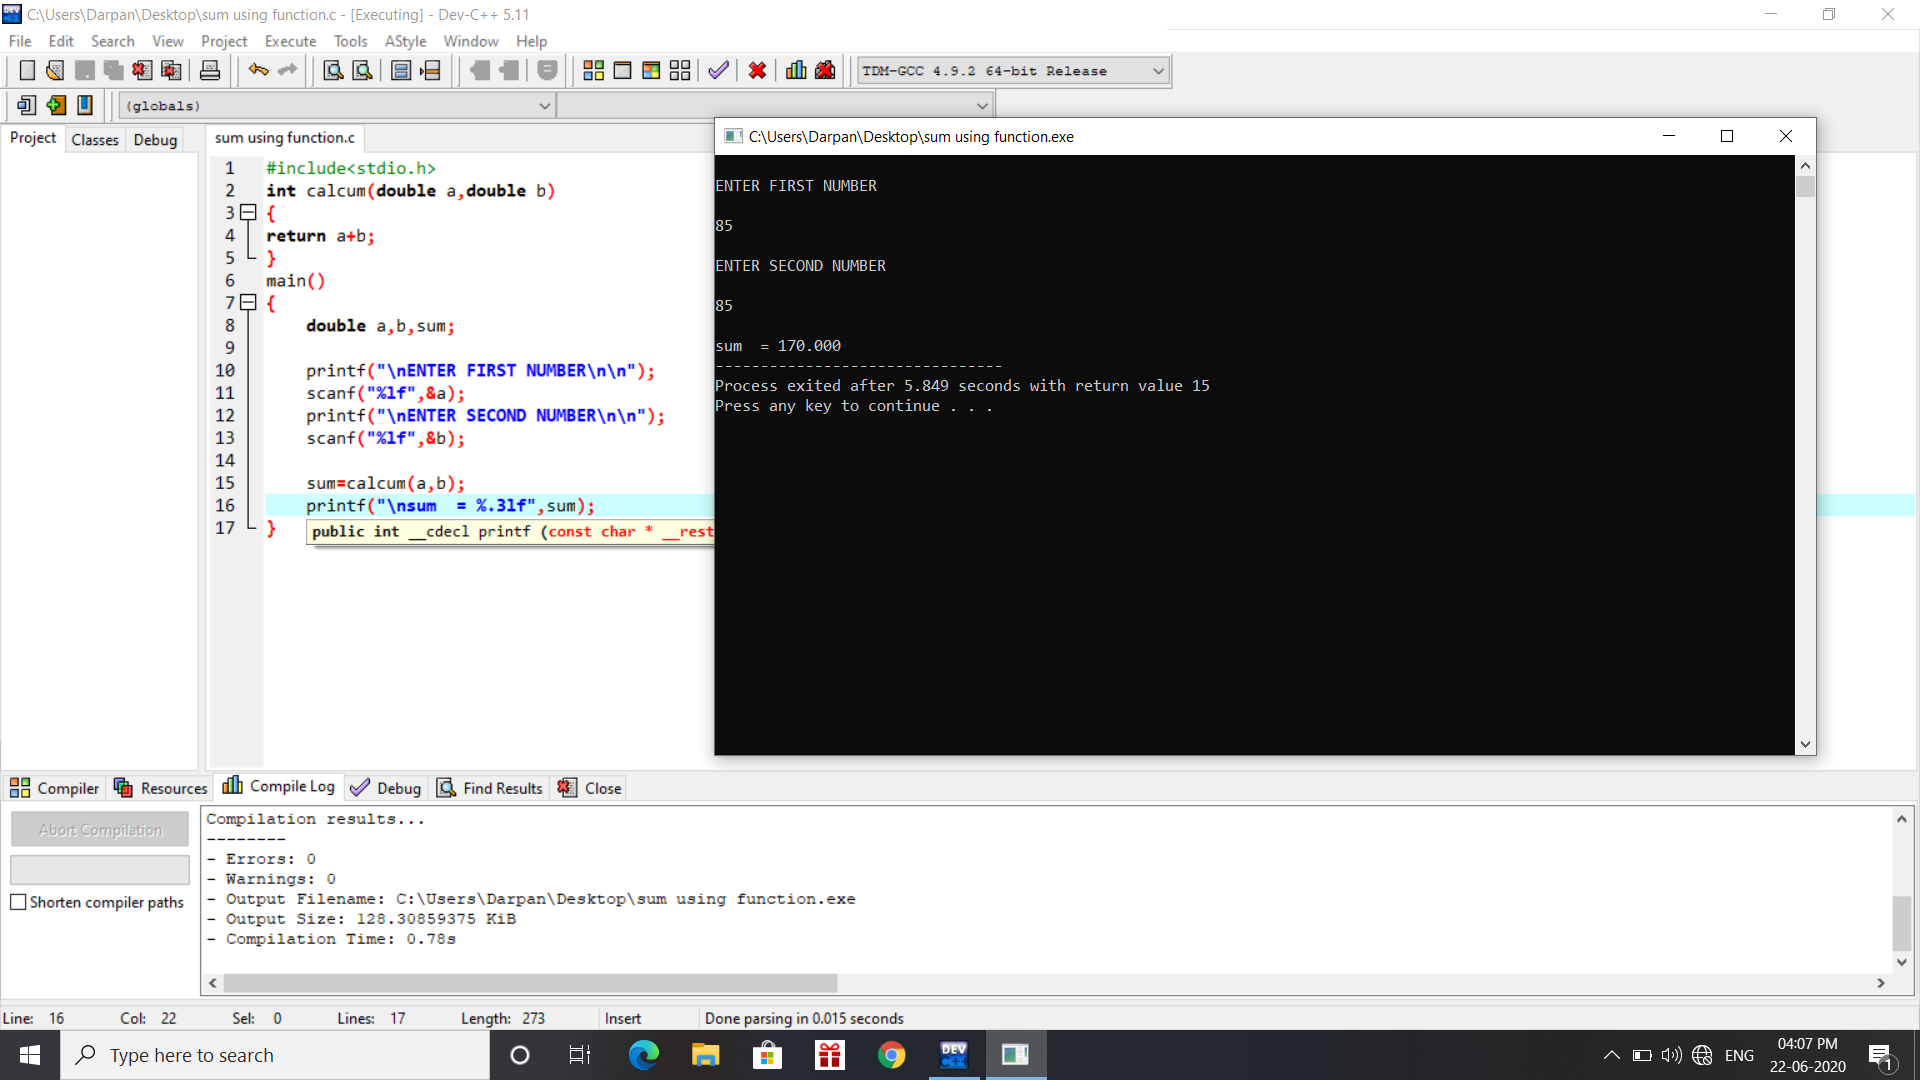 C:\Users\Darpan\Desktop\sum using function.c - [Executing] - Dev-C++ 5.11
File Edit Search View Project Execute Tools AStyle Window Help
TDM-GCC 4.9.2 64-bit Release
(globals)
Project Classes Debug
sum using function.c
1 #include<stdio.h>
2 int calcum(double a,double b)
3 {
4 return a+b;
5 }
6 main()
7 {
8 double a,b,sum;
9
10 printf("\nENTER FIRST NUMBER\n\n");
11 scanf("%lf",&a);
12 printf("\nENTER SECOND NUMBER\n\n");
13 scanf("%lf",&b);
14
15 sum=calcum(a,b);
16 printf("\nsum  = %.3lf",sum);
17 }
public int __cdecl printf (const char * __rest
C:\Users\Darpan\Desktop\sum using function.exe
ENTER FIRST NUMBER
85
ENTER SECOND NUMBER
85
sum  = 170.000
--------------------------------
Process exited after 5.849 seconds with return value 15
Press any key to continue . . .
Compiler Resources Compile Log Debug Find Results Close
Abort Compilation
Shorten compiler paths
Compilation results...
--------
- Errors: 0
- Warnings: 0
- Output Filename: C:\Users\Darpan\Desktop\sum using function.exe
- Output Size: 128.30859375 KiB
- Compilation Time: 0.78s
Line: 16 Col: 22 Sel: 0 Lines: 17 Length: 273 Insert Done parsing in 0.015 seconds
Type here to search
DEV C++
ENG
04:07 PM
22-06-2020
1